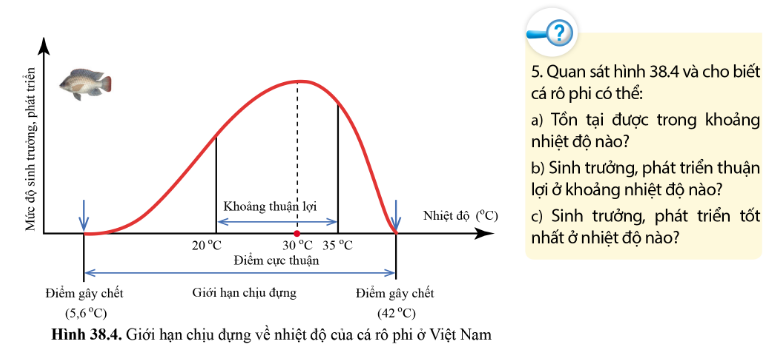 Mức độ sinh trưởng, phát triển
Khoảng thuận lợi
Nhiệt độ (°C)
20 °C
30 °C
35 °C
Điểm cực thuận
Điểm gây chết
(5,6 °C)
Giới hạn chịu đựng
Điểm gây chết
(42 °C)
Hình 38.4. Giới hạn chịu đựng về nhiệt độ của cá rô phi ở Việt Nam
?
5. Quan sát hình 38.4 và cho biết
cá rô phi có thể:
a) Tồn tại được trong khoảng
nhiệt độ nào?
b) Sinh trưởng, phát triển thuận
lợi ở khoảng nhiệt độ nào?
c) Sinh trưởng, phát triển tốt
nhất ở nhiệt độ nào?